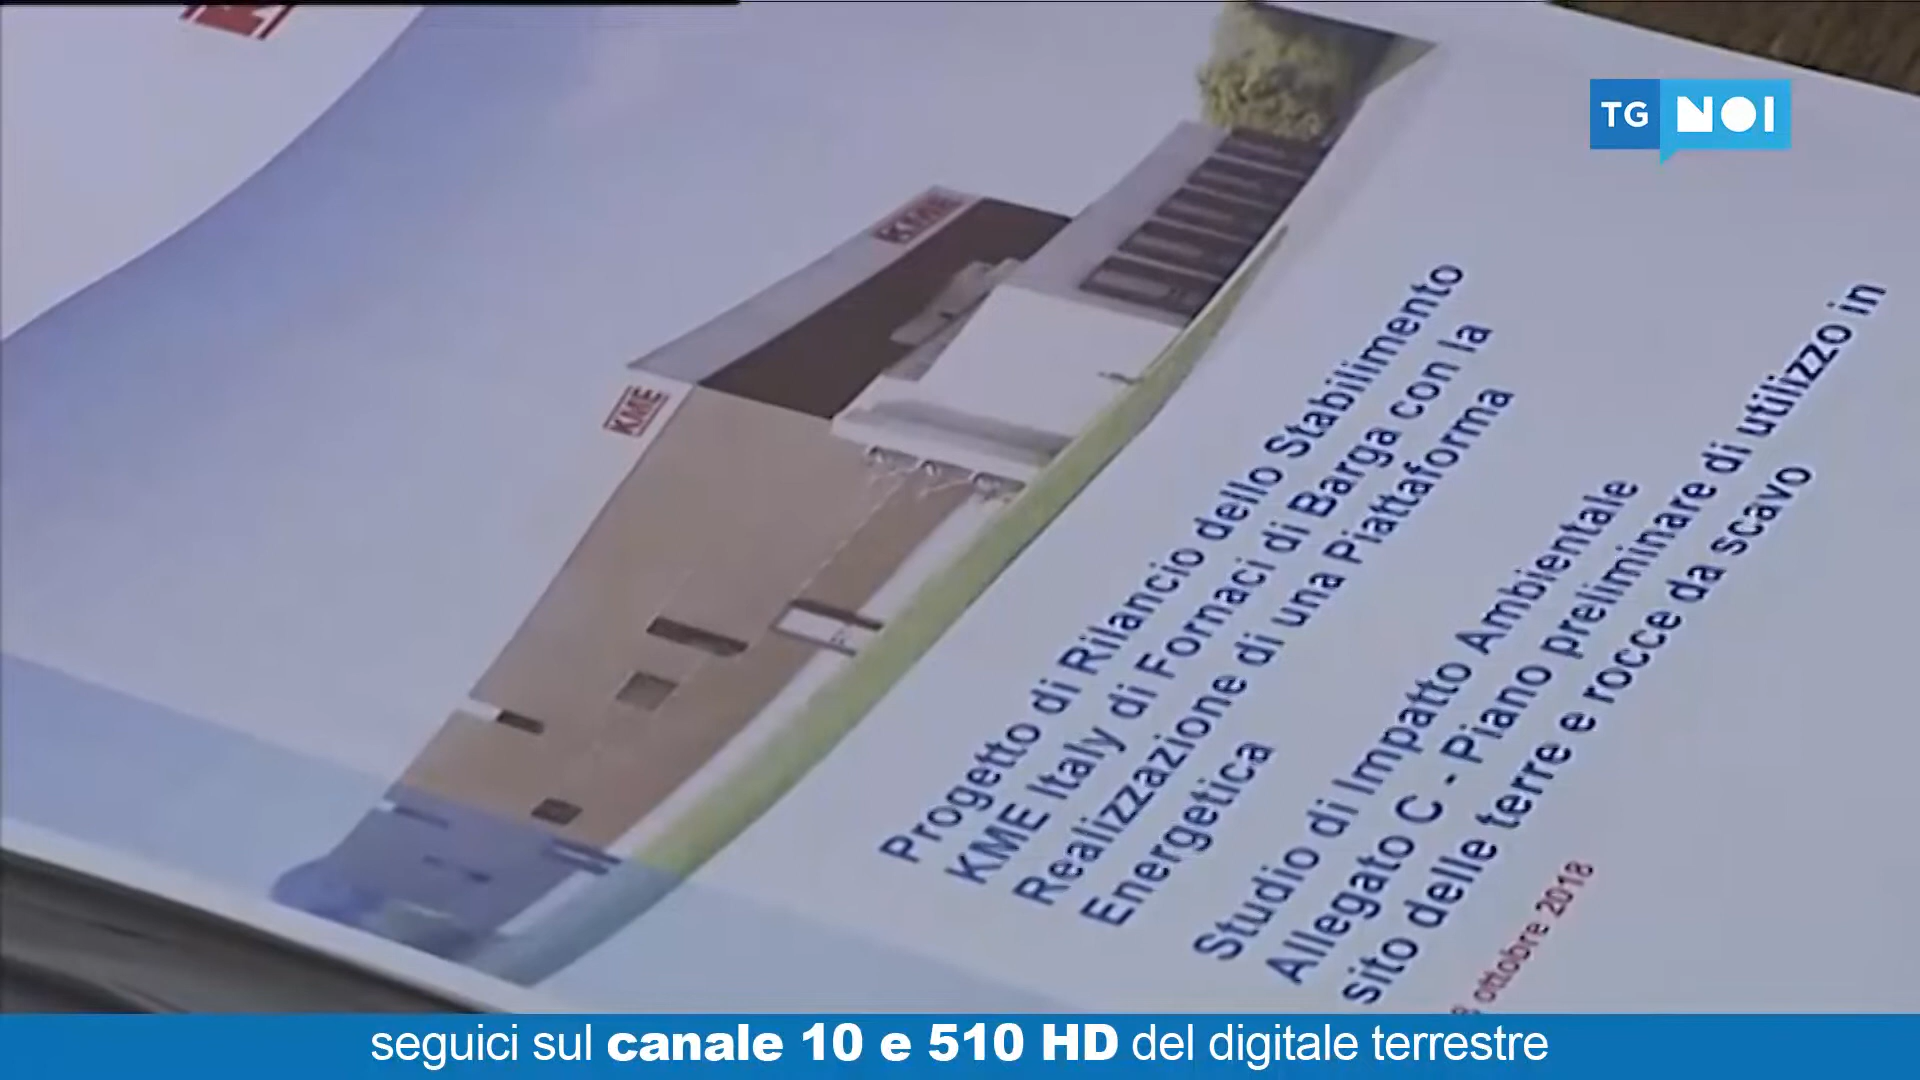 TG NOI
KME
KME
Progetto di Rilancio dello Stabilimento
KME Italy di Fornaci di Barga con la
Realizzazione di una Piattaforma
Energetica
Studio di Impatto Ambientale
Allegato C - Piano preliminare di utilizzo in
sito delle terre e rocce da scavo
ottobre 2018
seguici sul canale 10 e 510 HD del digitale terrestre